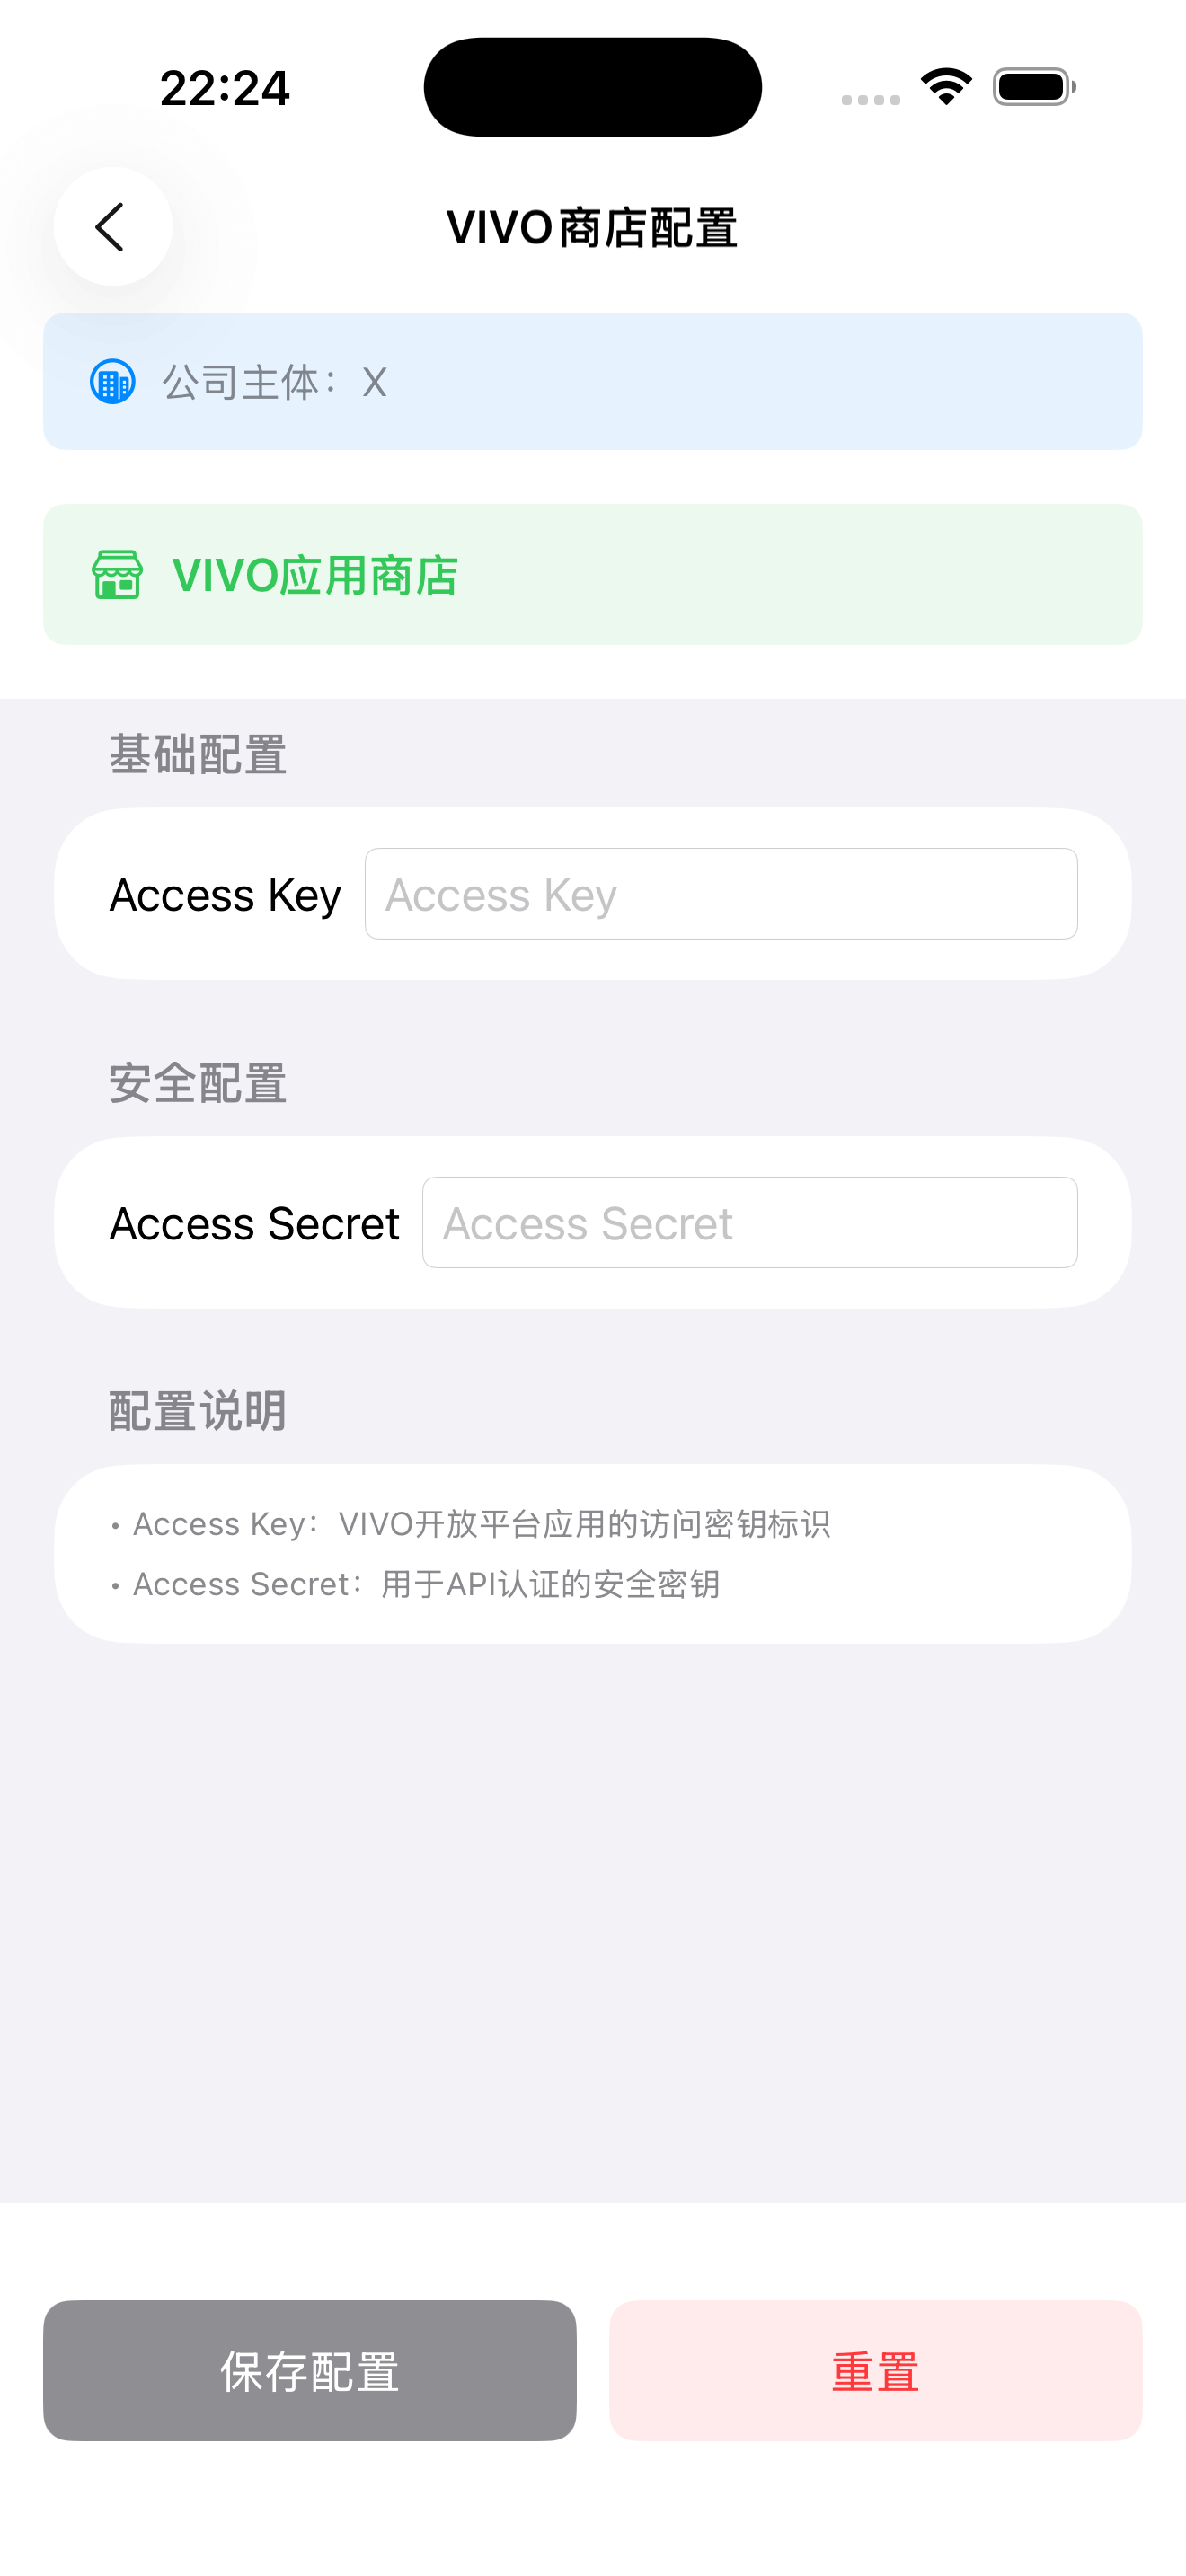 22:24
VIVO商店配置
公司主体：X
VIVO应用商店
基础配置
Access Key Access Key
安全配置
Access Secret Access Secret
配置说明
• Access Key：VIVO开放平台应用的访问密钥标识
• Access Secret：用于API认证的安全密钥
保存配置 重置